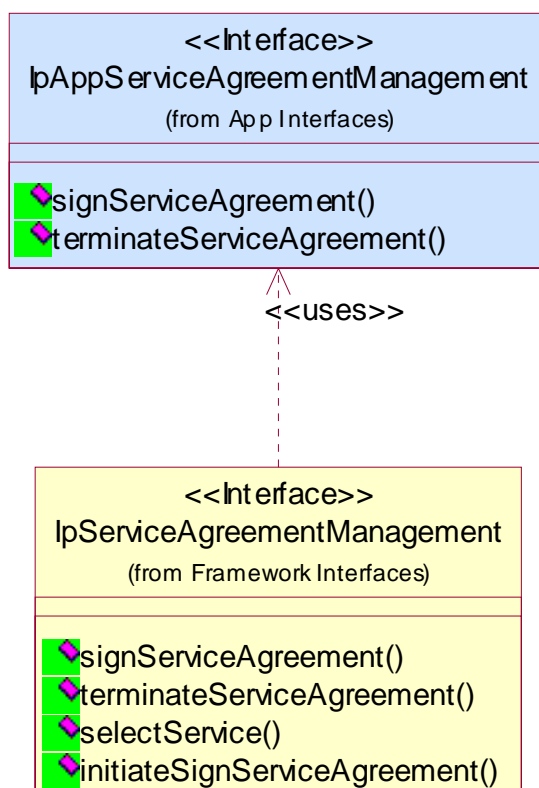 <<Interface>>
IpAppServiceAgreementManagement
(from App Interfaces)
signServiceAgreement()
terminateServiceAgreement()
<<uses>>
<<Interface>>
IpServiceAgreementManagement
(from Framework Interfaces)
signServiceAgreement()
terminateServiceAgreement()
selectService()
initiateSignServiceAgreement()